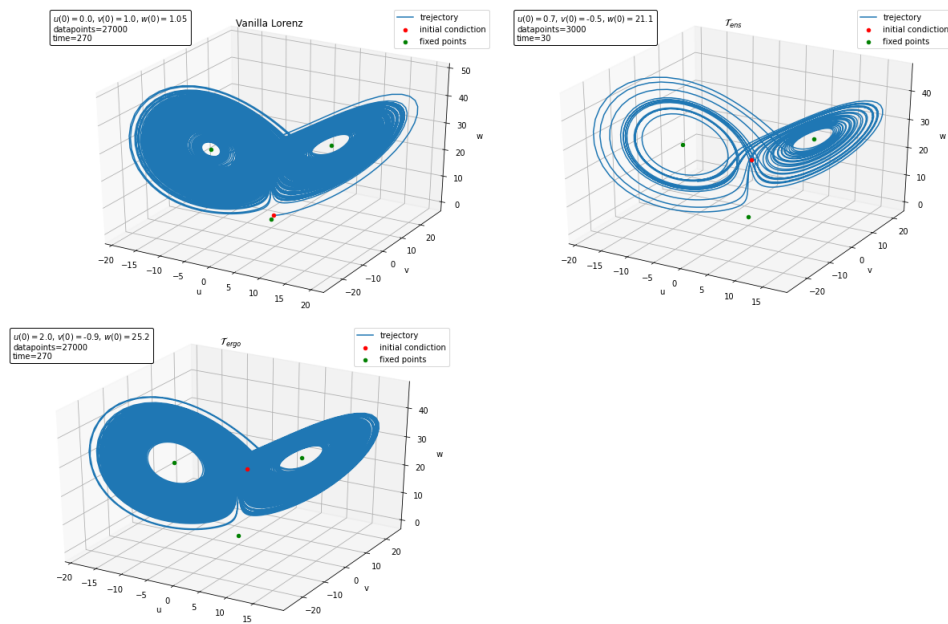 u(0) = 0.0, v(0) = 1.0, w(0) = 1.05
datapoints=27000
time=270
Vanilla Lorenz
trejectory
initial condiction
fixed points
50
40
30
20
10
0
w
20
10
0
−10
−20
v
−20
−15
−10
−5
0
5
10
15
20
u
u(0) = 0.7, v(0) = -0.5, w(0) = 21.1
datapoints=3000
time=30
𝒯ens
trejectory
initial condiction
fixed points
40
30
20
10
0
w
20
10
0
−10
−20
v
−20
−15
−10
−5
0
5
10
15
u
u(0) = 2.0, v(0) = -0.9, w(0) = 25.2
datapoints=27000
time=270
𝒯ergo
trejectory
initial condiction
fixed points
40
30
20
10
0
w
20
10
0
−10
−20
v
−20
−15
−10
−5
0
5
10
15
u